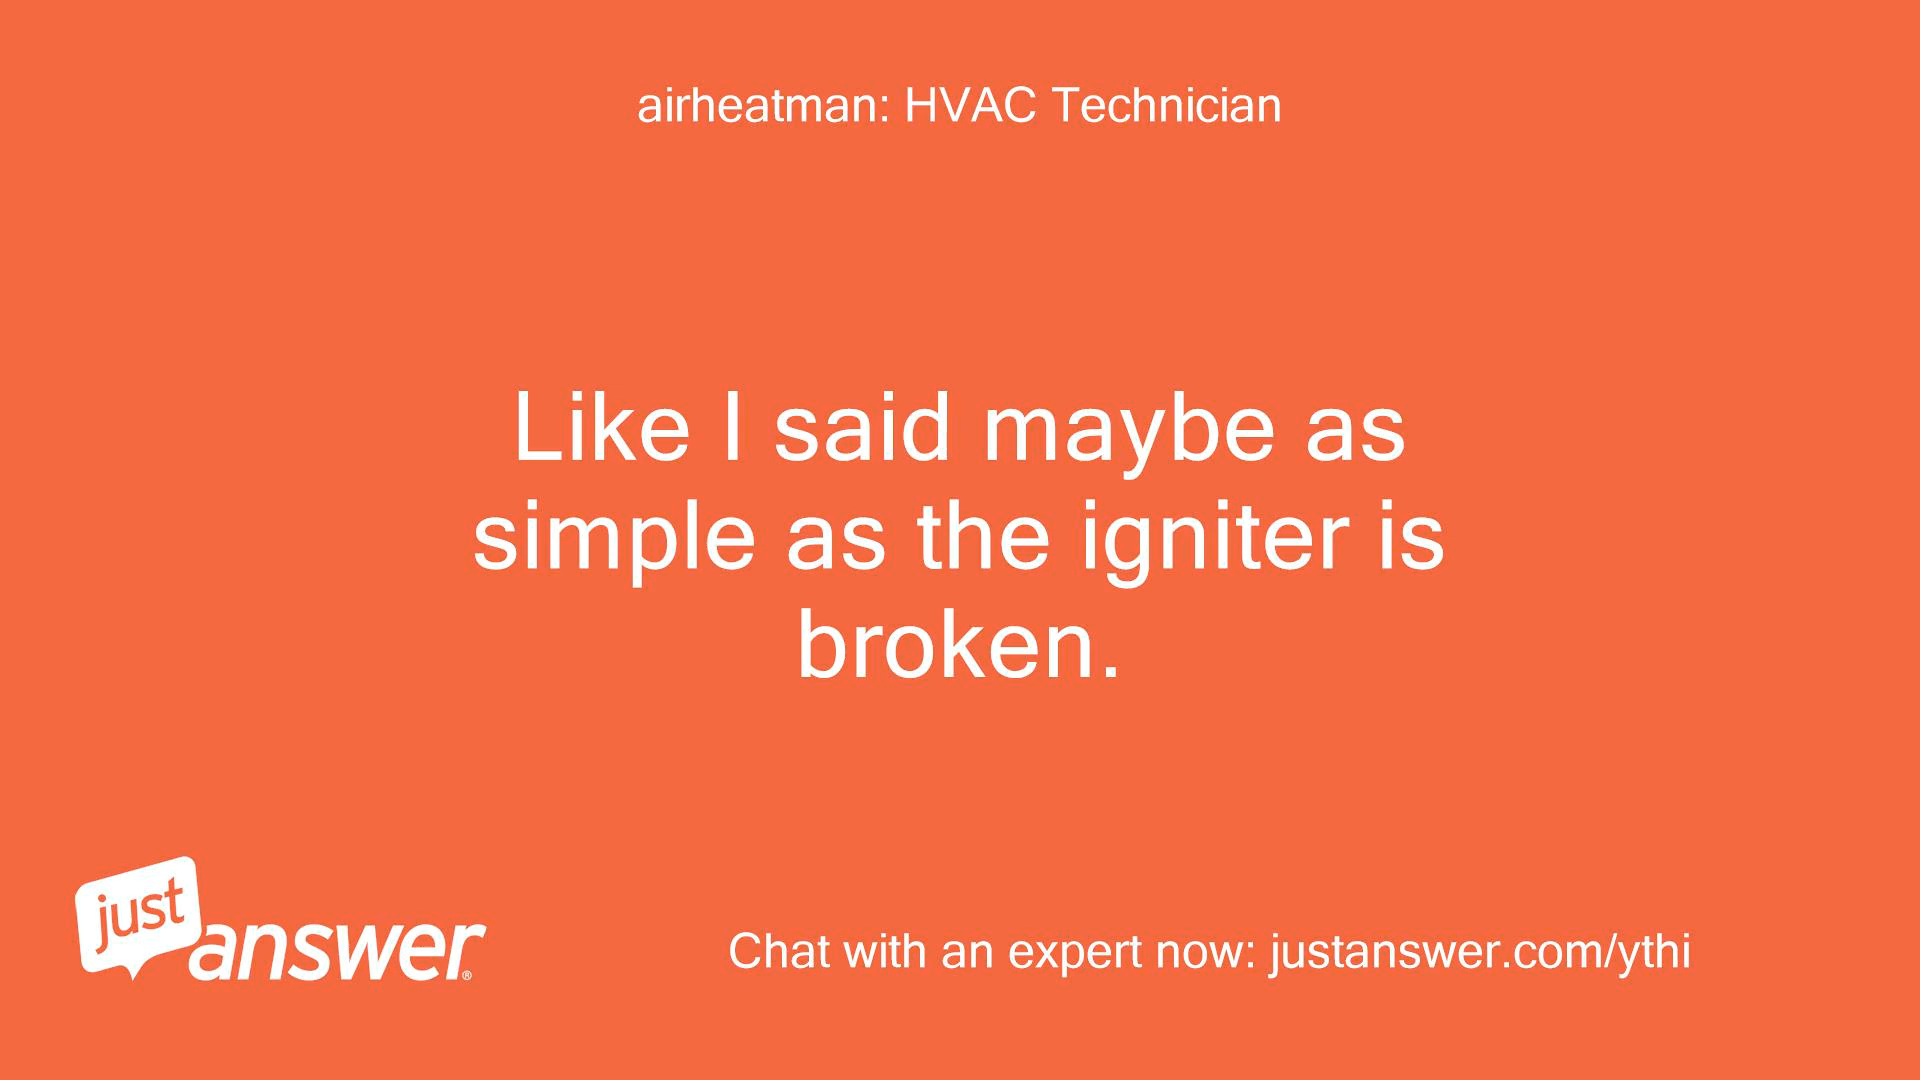 airheatman: HVAC Technician
Like I said maybe as
simple as the igniter is
broken.
just
answer®
Chat with an expert now: justanswer.com/ythi